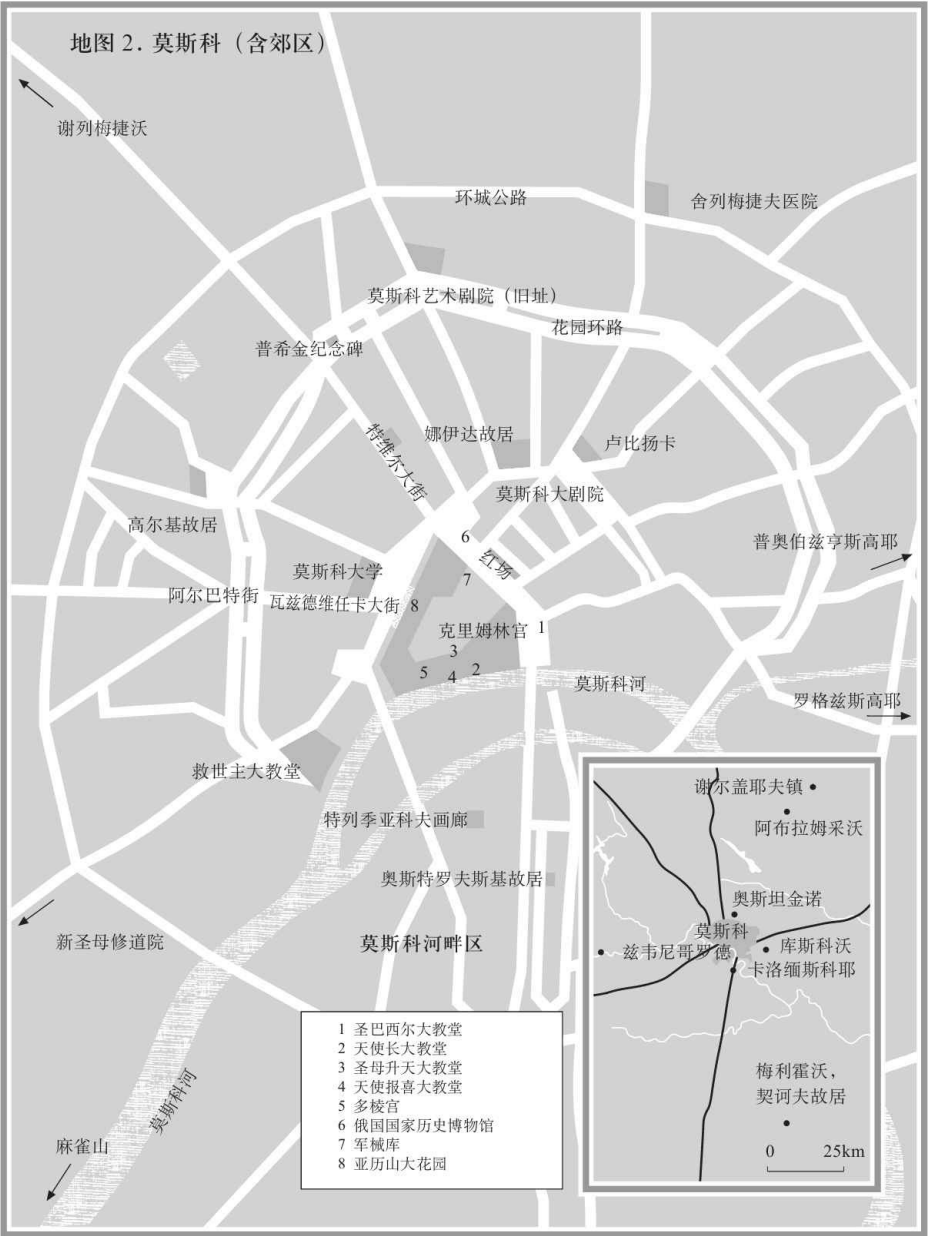 地图 2. 莫斯科（含郊区）
谢列梅捷沃
环城公路
舍列梅捷夫医院
莫斯科艺术剧院（旧址）
花园环路
普希金纪念碑
特维尔大街
娜伊达故居
卢比扬卡
莫斯科大剧院
高尔基故居
6
红场
普奥伯兹亨斯高耶
莫斯科大学
7
阿尔巴特街
瓦兹德维任卡大街
8
克里姆林宫
1
3
5
4
2
莫斯科河
罗格兹斯高耶
救世主大教堂
特列季亚科夫画廊
奥斯特罗夫斯基故居
新圣母修道院
莫斯科河畔区
莫斯科河
麻雀山
1 圣巴西尔大教堂
2 天使长大教堂
3 圣母升天大教堂
4 天使报喜大教堂
5 多棱宫
6 俄国国家历史博物馆
7 军械库
8 亚历山大花园
谢尔盖耶夫镇
阿布拉姆采沃
奥斯坦金诺
莫斯科
兹韦尼哥罗德
库斯科沃
卡洛缅斯科耶
梅利霍沃，
契诃夫故居
0 25km